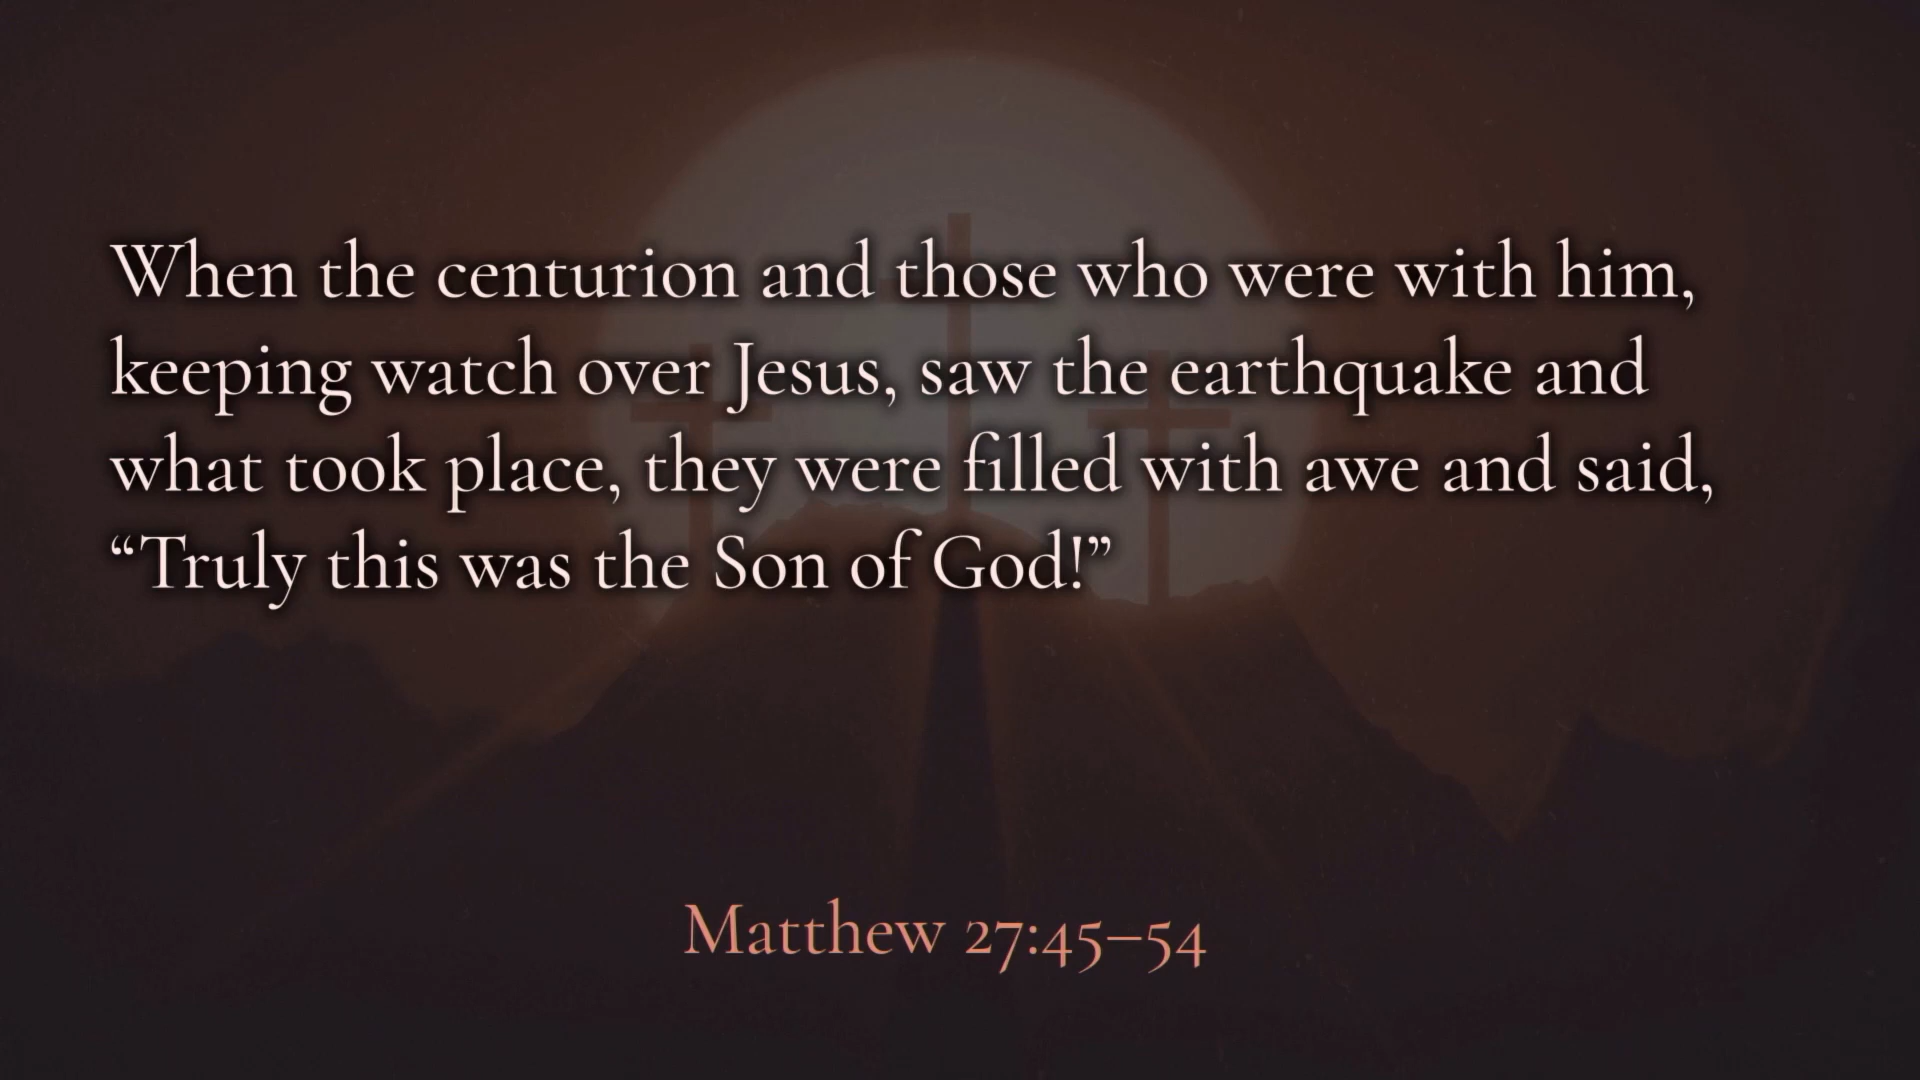 When the centurion and those who were with him,
keeping watch over Jesus, saw the earthquake and
what took place, they were filled with awe and said,
“Truly this was the Son of God!”
Matthew 27:45–54